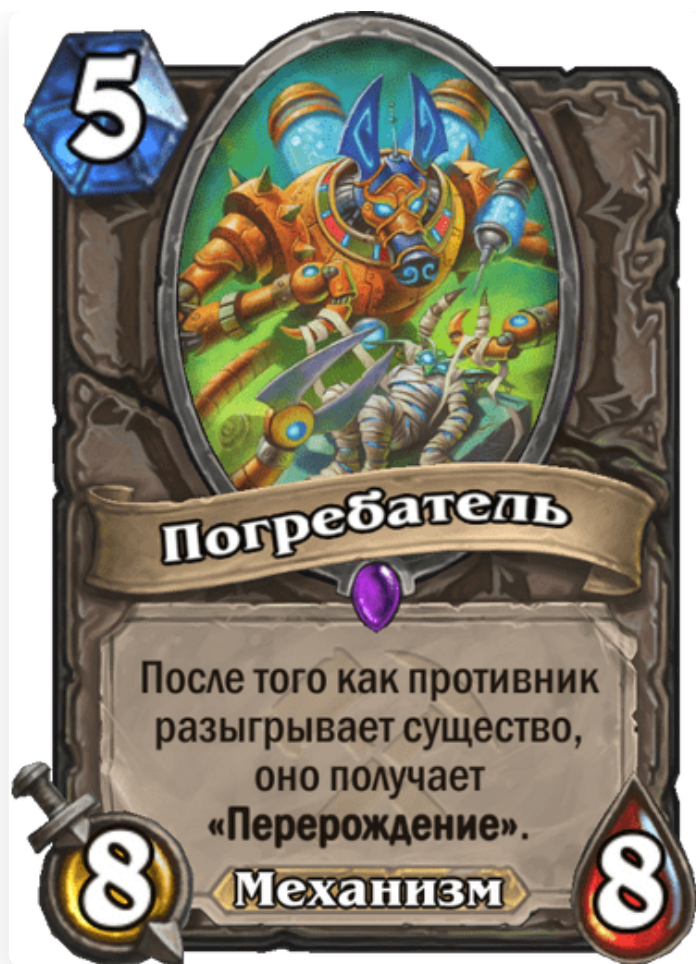 5
Погребатель
После того как противник
разыгрывает существо,
оно получает
«Перерождение».
8
Механизм
8